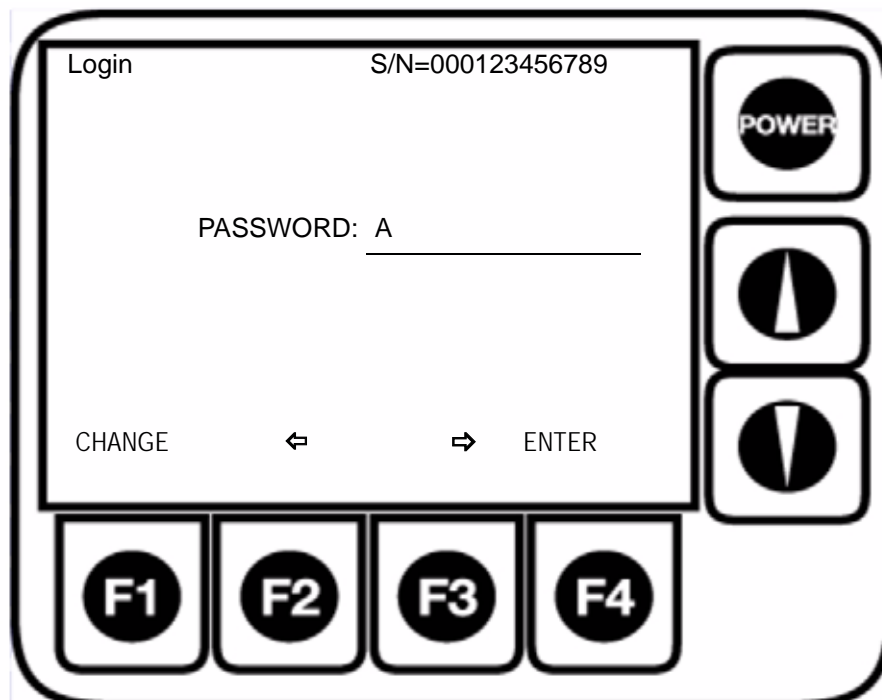 Login S/N=000123456789
POWER
PASSWORD: A
CHANGE ⇦ ⇨ ENTER
F1 F2 F3 F4